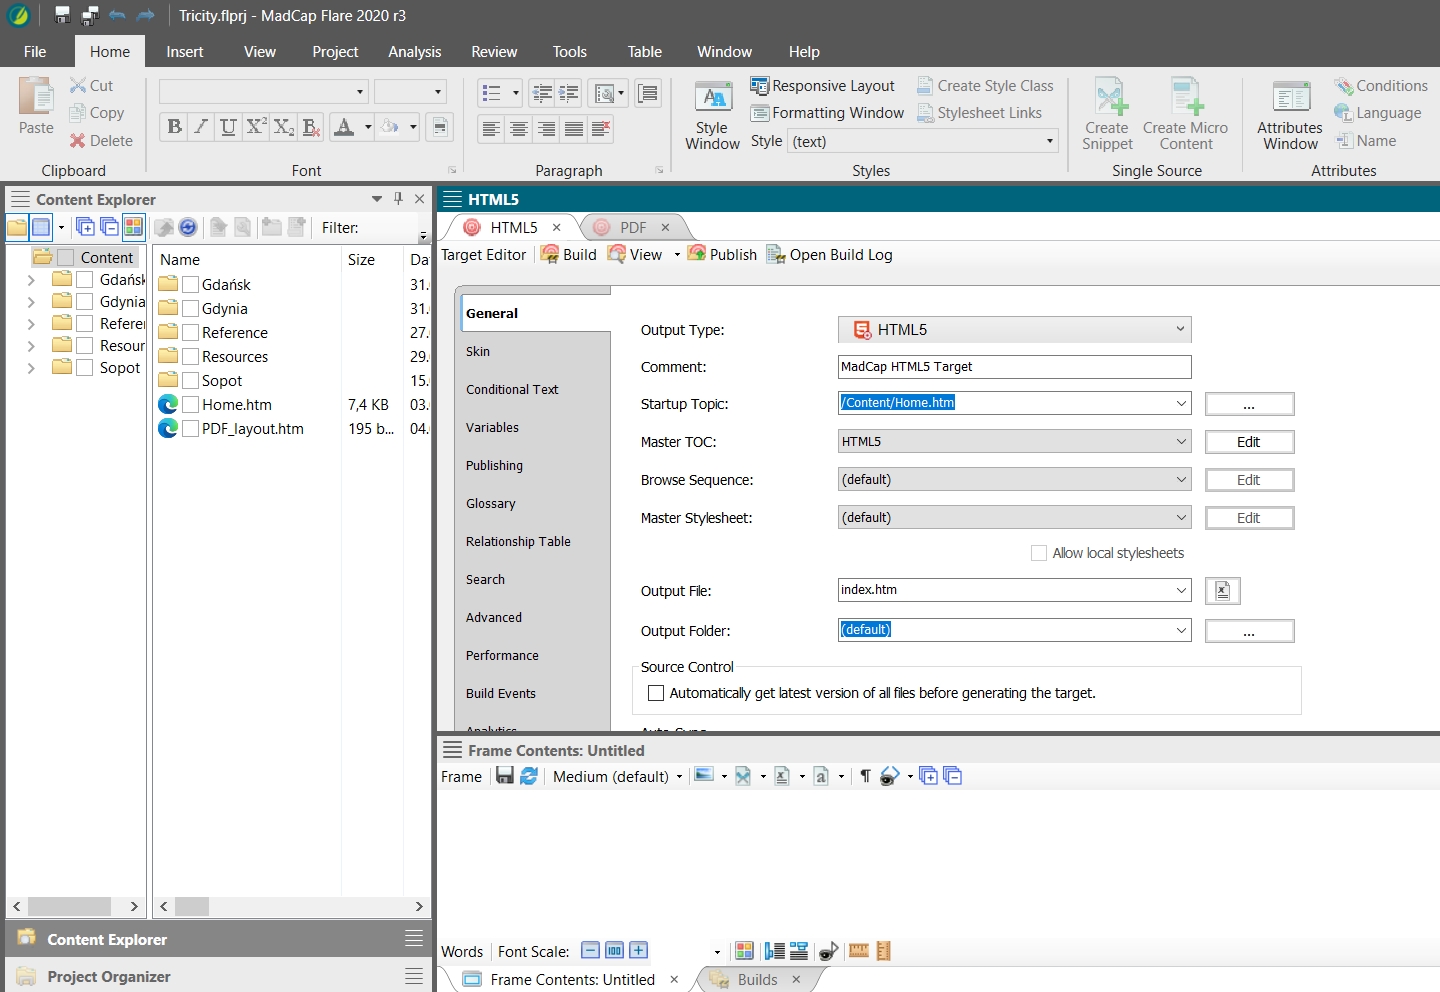 Tricity.flprj - MadCap Flare 2020 r3
File Home Insert View Project Analysis Review Tools Table Window Help
Paste
Cut
Copy
Delete
Clipboard
B I U X² X₂ B A
Font
Paragraph
Style Window
Responsive Layout
Formatting Window
Style (text)
Create Style Class
Stylesheet Links
Styles
Create Snippet
Create Micro Content
Single Source
Attributes Window
Conditions
Language
Name
Attributes
Content Explorer
Filter:
Content
Gdańsk
Gdynia
Refere
Resour
Sopot
Name Size Da
Gdańsk 31.
Gdynia 31.
Reference 27.
Resources 29.
Sopot 15.
Home.htm 7,4 KB 03.
PDF_layout.htm 195 b... 04.
Content Explorer
Project Organizer
HTML5
HTML5 PDF
Target Editor Build View Publish Open Build Log
General
Skin
Conditional Text
Variables
Publishing
Glossary
Relationship Table
Search
Advanced
Performance
Build Events
Analytics
Output Type: HTML5
Comment: MadCap HTML5 Target
Startup Topic: /Content/Home.htm ...
Master TOC: HTML5 Edit
Browse Sequence: (default) Edit
Master Stylesheet: (default) Edit
Allow local stylesheets
Output File: index.htm
Output Folder: (default) ...
Source Control
Automatically get latest version of all files before generating the target.
Auto-Sync
Frame Contents: Untitled
Frame Medium (default)
Words Font Scale: 100
Frame Contents: Untitled Builds